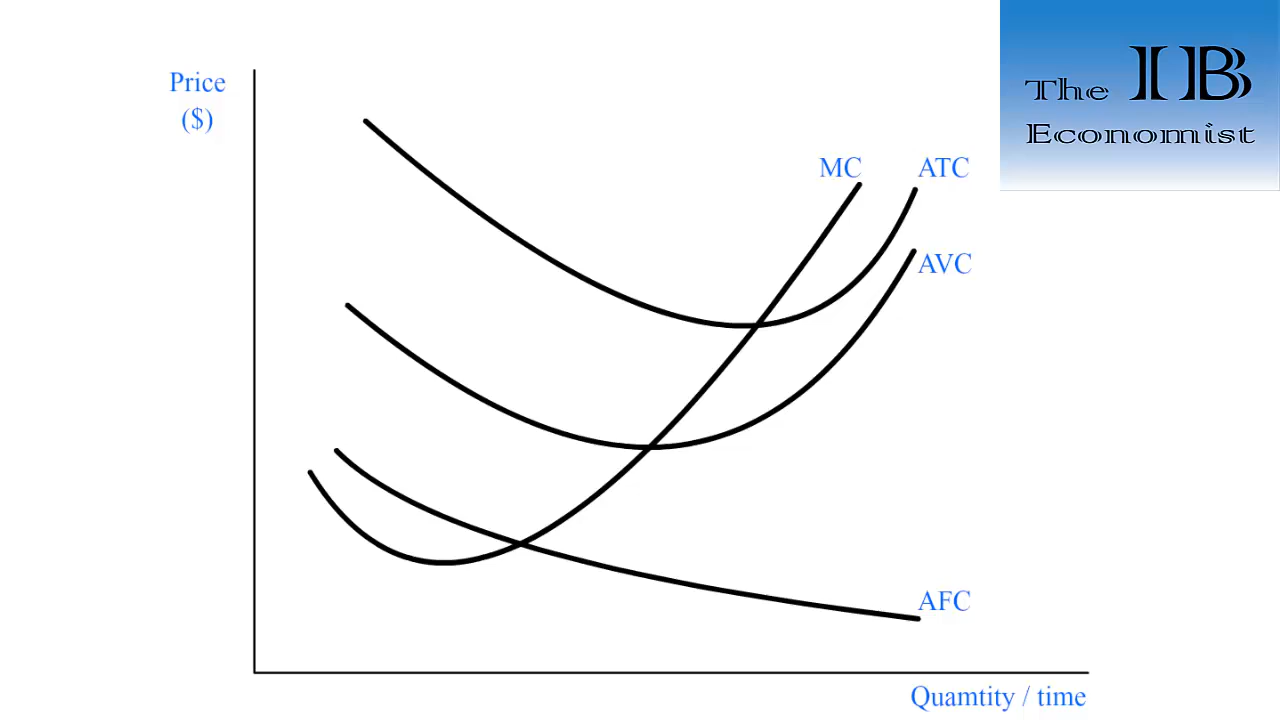 The IB
Economist
Price
($)
MC
ATC
AVC
AFC
Quamtity / time